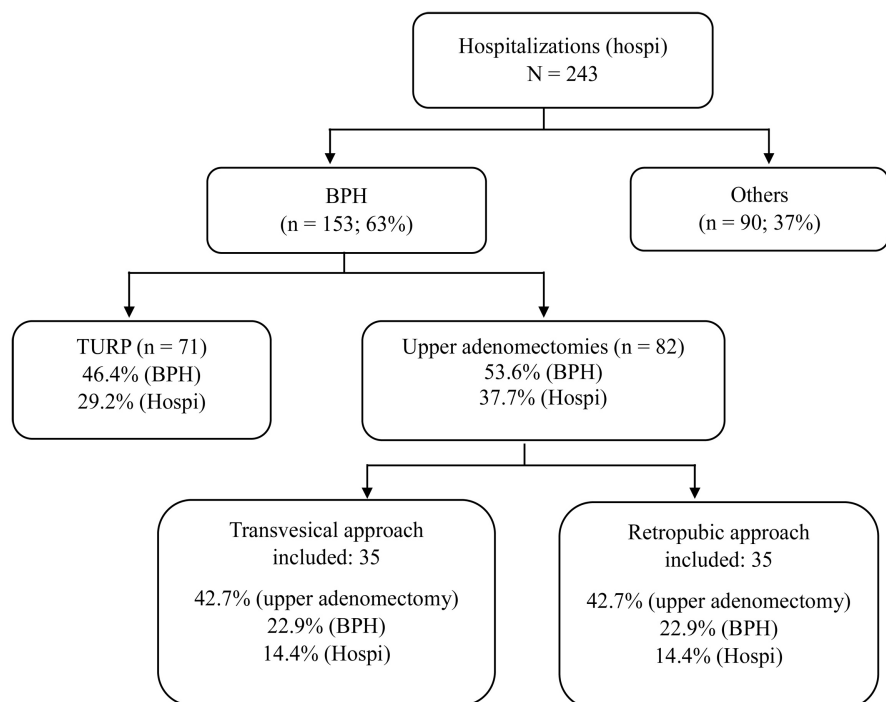 Hospitalizations (hospi)
N = 243
BPH
(n = 153; 63%)
Others
(n = 90; 37%)
TURP (n = 71)
46.4% (BPH)
29.2% (Hospi)
Upper adenomectomies (n = 82)
53.6% (BPH)
37.7% (Hospi)
Transvesical approach
included: 35
42.7% (upper adenomectomy)
22.9% (BPH)
14.4% (Hospi)
Retropubic approach
included: 35
42.7% (upper adenomectomy)
22.9% (BPH)
14.4% (Hospi)